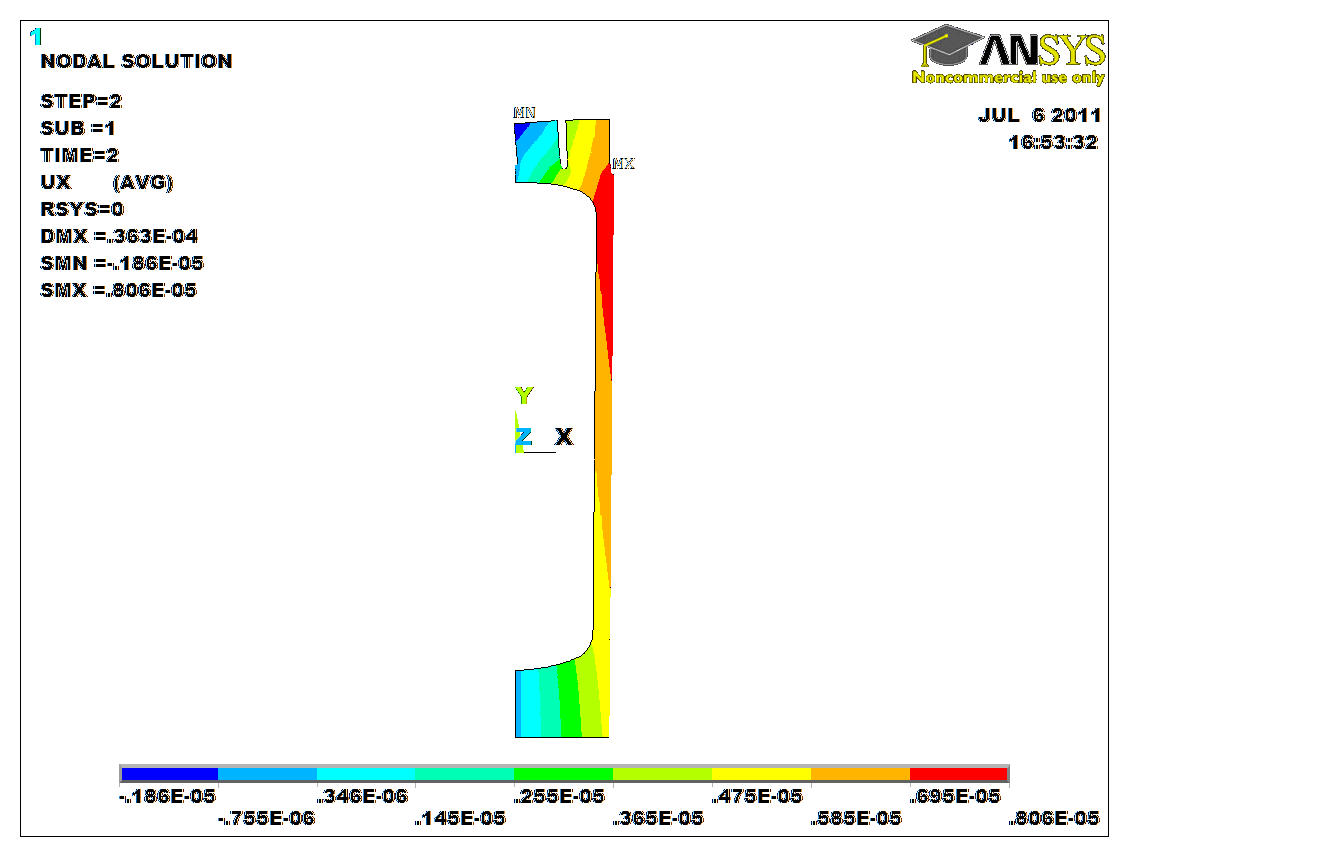 1
NODAL SOLUTION
STEP=2
SUB =1
TIME=2
UX (AVG)
RSYS=0
DMX =.363E-04
SMN =-.186E-05
SMX =.806E-05
ANSYS
Noncommercial use only
JUL 6 2011
16:53:32
MN
MX
Y
Z X
-.186E-05 .346E-06 .255E-05 .475E-05 .695E-05
-.755E-06 .145E-05 .365E-05 .585E-05 .806E-05